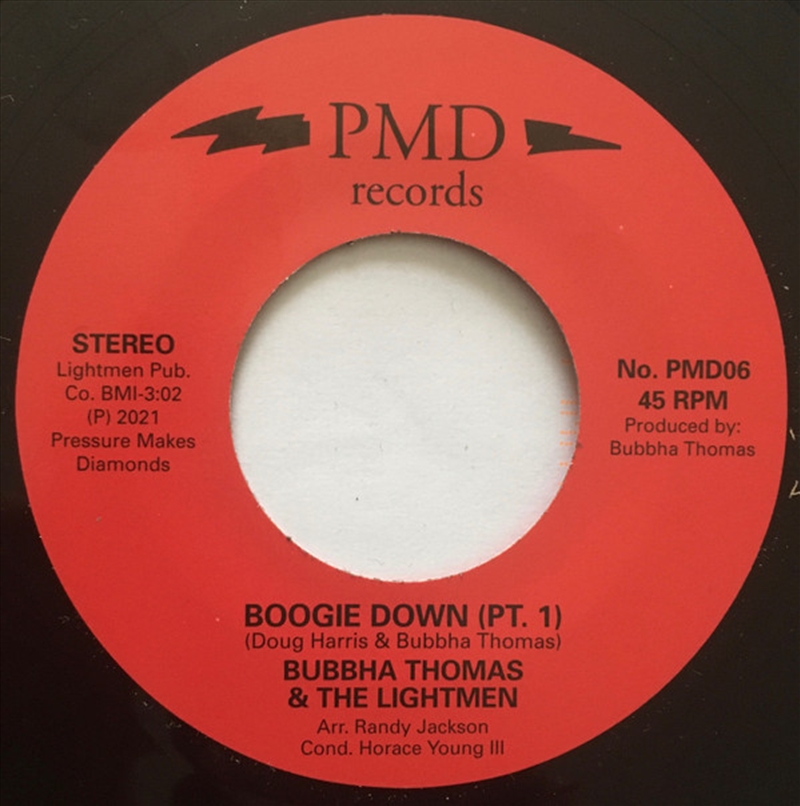 PMD
records
STEREO
Lightmen Pub.
Co. BMI-3:02
(P) 2021
Pressure Makes
Diamonds
No. PMD06
45 RPM
Produced by:
Bubbha Thomas
BOOGIE DOWN (PT. 1)
(Doug Harris & Bubbha Thomas)
BUBBHA THOMAS
& THE LIGHTMEN
Arr. Randy Jackson
Cond. Horace Young III